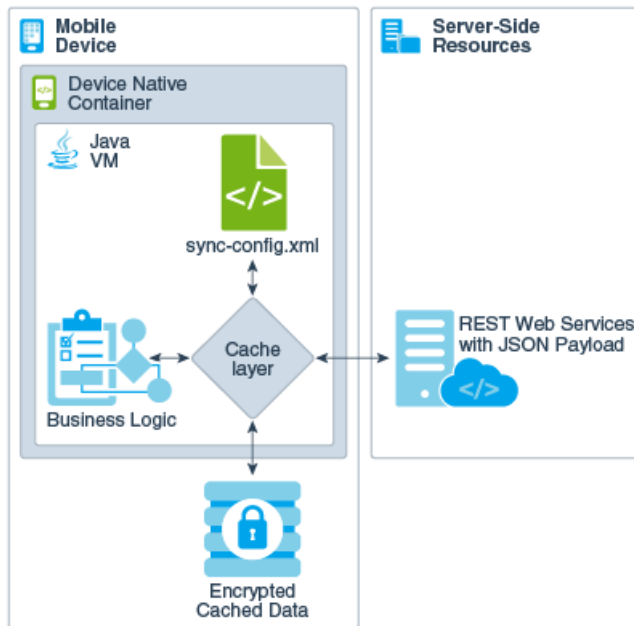 Mobile
Device
Server-Side
Resources
Device Native
Container
</>
Java
VM
</>
sync-config.xml
Cache
layer
Business Logic
REST Web Services
with JSON Payload
</>
Encrypted
Cached Data